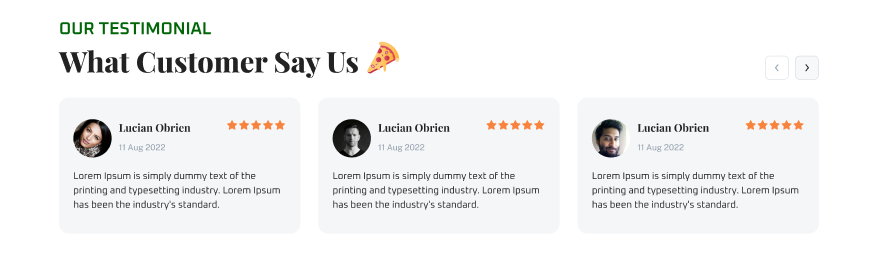 OUR TESTIMONIAL
What Customer Say Us
Lucian Obrien
11 Aug 2022
Lorem Ipsum is simply dummy text of the
printing and typesetting industry. Lorem Ipsum
has been the industry's standard.
Lucian Obrien
11 Aug 2022
Lorem Ipsum is simply dummy text of the
printing and typesetting industry. Lorem Ipsum
has been the industry's standard.
Lucian Obrien
11 Aug 2022
Lorem Ipsum is simply dummy text of the
printing and typesetting industry. Lorem Ipsum
has been the industry's standard.